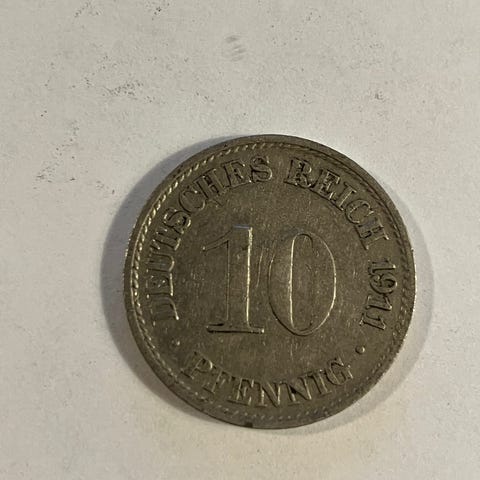 DEUTSCHES REICH 1911
10
• PFENNIG •